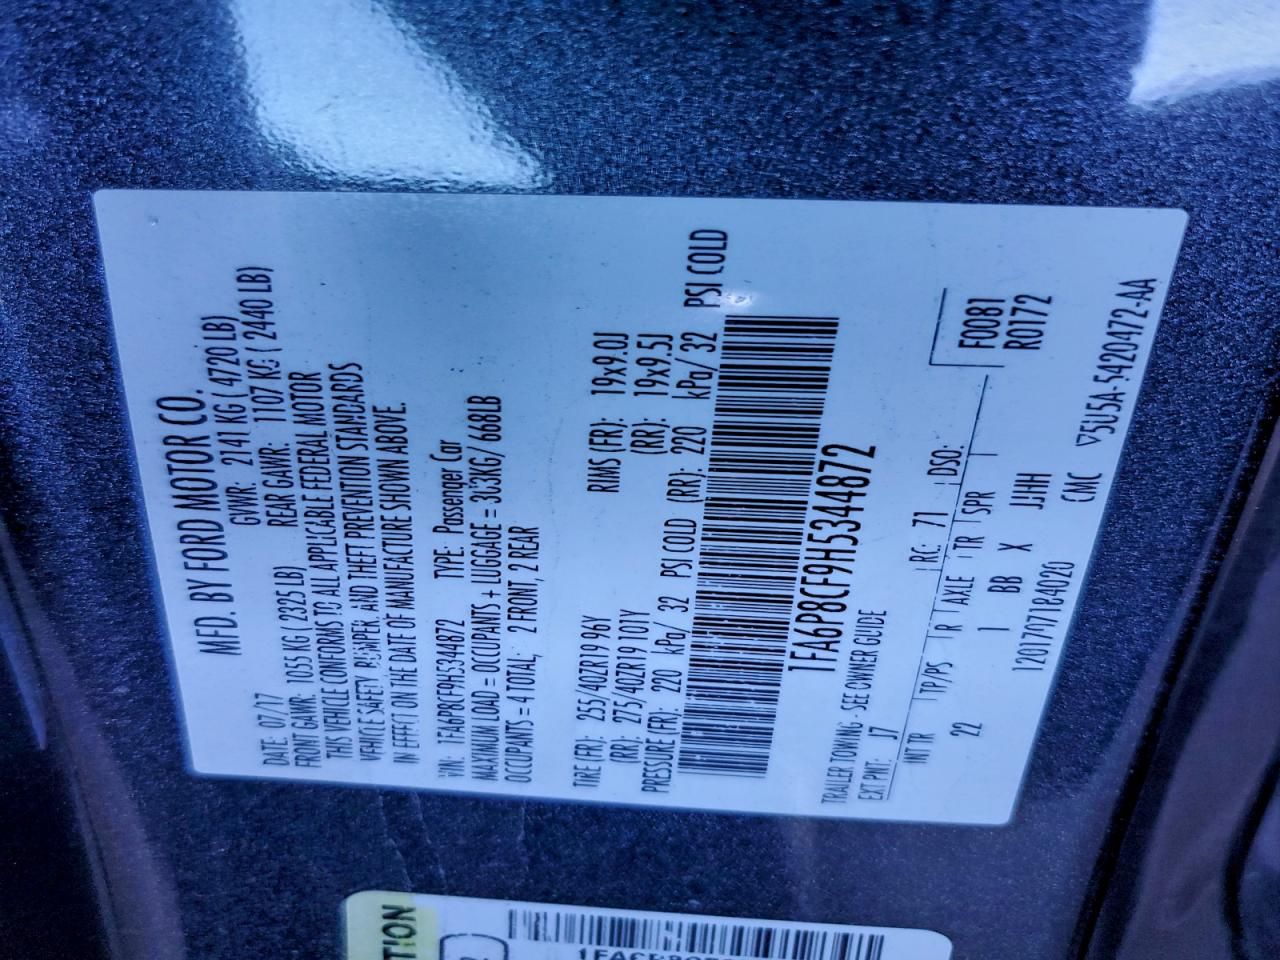 MFD. BY FORD MOTOR CO.
DATE: 07/17 GVWR: 2141 KG ( 4720 LB)
FRONT GAWR: 1055 KG ( 2325 LB) REAR GAWR: 1107 KG ( 2440 LB)
THIS VEHICLE CONFORMS TO ALL APPLICABLE FEDERAL MOTOR
VEHICLE SAFETY, BUMPER, AND THEFT PREVENTION STANDARDS
IN EFFECT ON THE DATE OF MANUFACTURE SHOWN ABOVE.
VIN: 1FA6P8CF9H5344872 TYPE: Passenger Car
MAXIMUM LOAD = OCCUPANTS + LUGGAGE = 303KG/ 668LB
OCCUPANTS = 4 TOTAL, 2 FRONT, 2 REAR
TIRE (FR): 255/40ZR19 96Y RIMS (FR): 19x9.0J
(RR): 275/40ZR19 101Y (RR): 19x9.5J
PRESSURE (FR): 220 kPa/ 32 PSI COLD (RR): 220 kPa/ 32 PSI COLD
1FA6P8CF9H5344872
TRAILER TOWING - SEE OWNER GUIDE
EXT PNT: J7 RC: 71 DSO: F0081
R0172
INT TR TP/PS R AXLE TR SPR
22 I BB X JJHH
12017071184020 CMC ▽5U5A-5420472-AA
TION